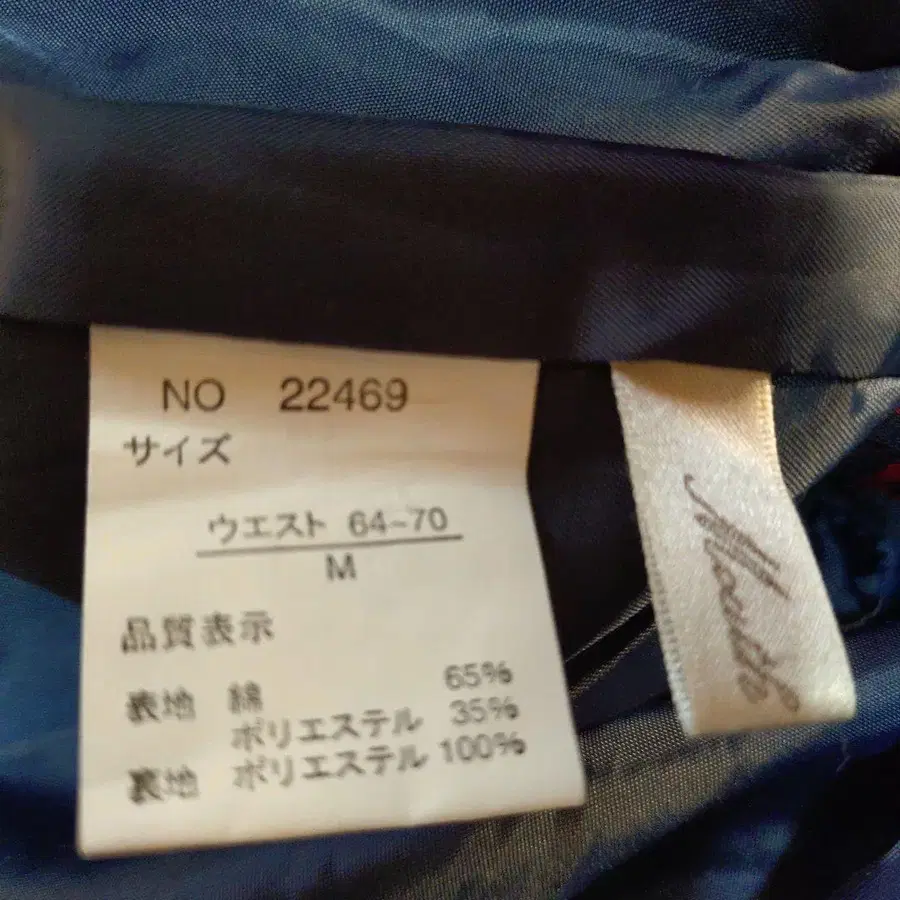 NO 22469
サイズ
ウエスト 64~70
M
品質表示
表地 綿 65%
ポリエステル 35%
裏地 ポリエステル 100%